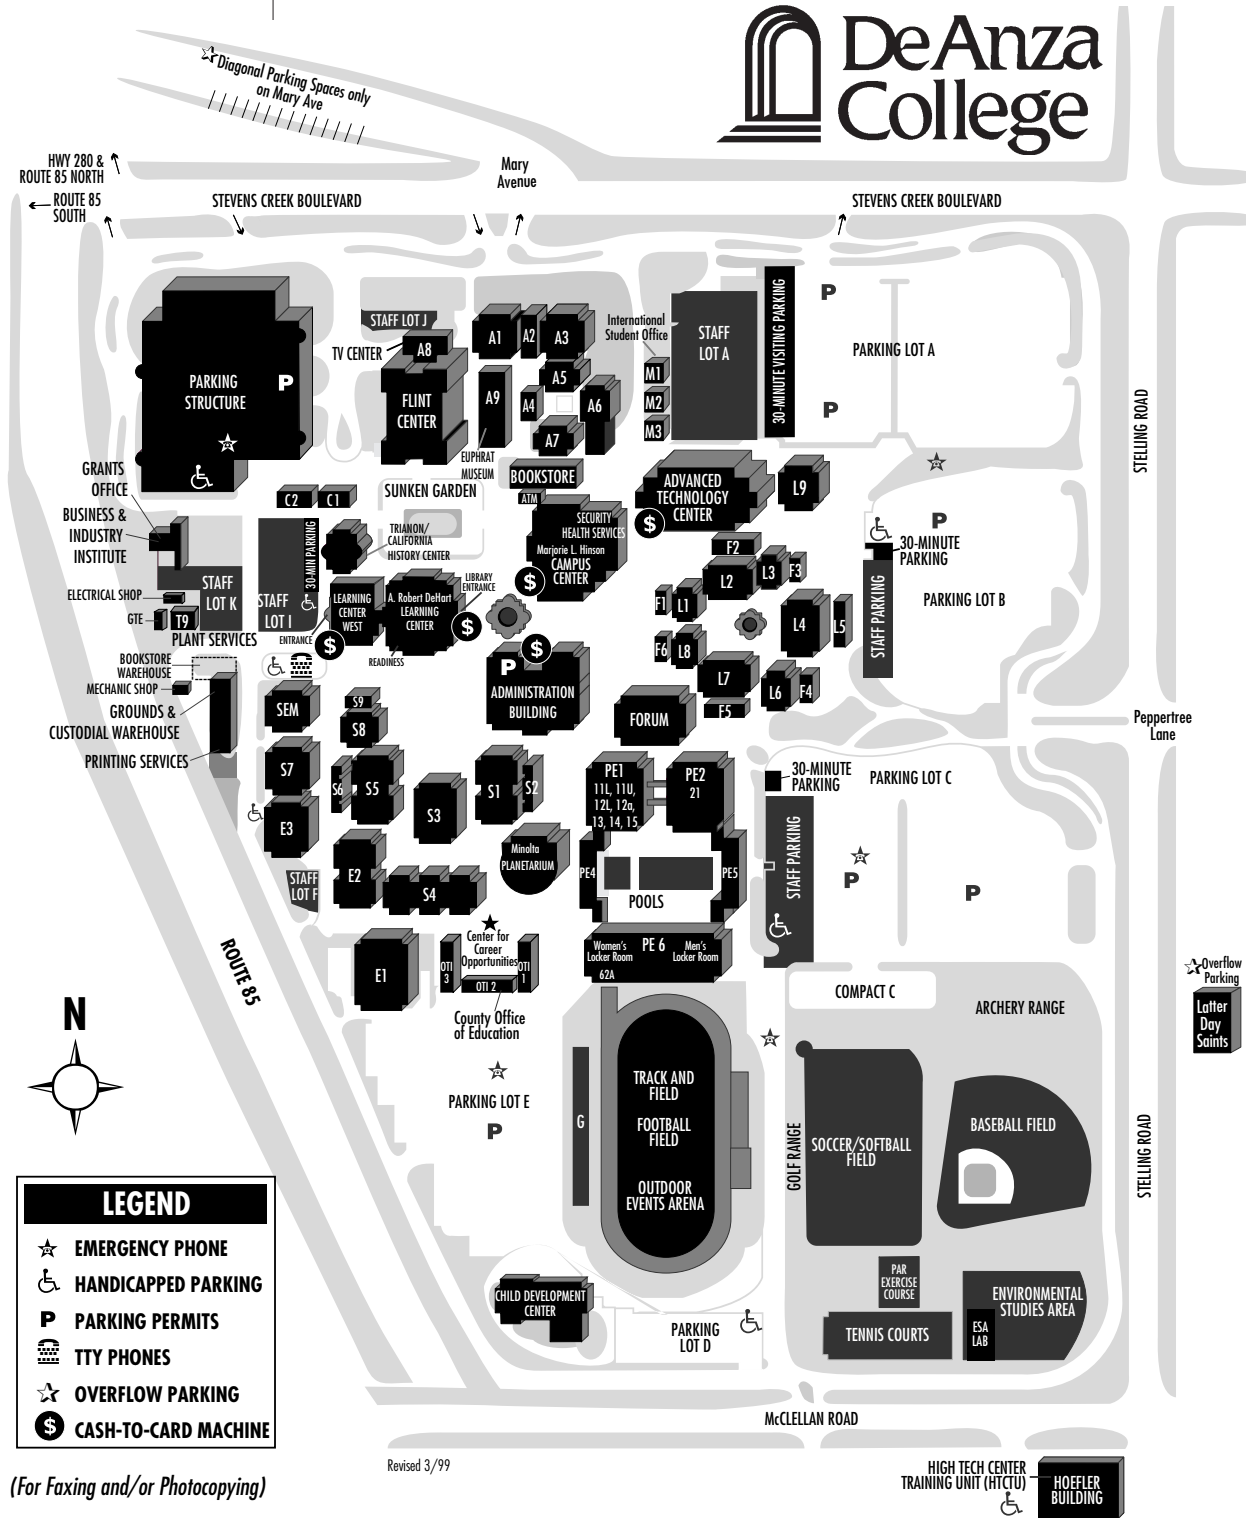 De Anza
College
Diagonal Parking Spaces only
on Mary Ave
HWY 280 &
ROUTE 85 NORTH
ROUTE 85
SOUTH
Mary
Avenue
STEVENS CREEK BOULEVARD
STEVENS CREEK BOULEVARD
STAFF LOT J
TV CENTER
A8
A1
A2
A3
International
Student Office
STAFF
LOT A
30-MINUTE VISITING PARKING
P
PARKING LOT A
P
PARKING
STRUCTURE
P
FLINT
CENTER
A9
A5
A4
A6
A7
M1
M2
M3
STELLING ROAD
EUPHRAT
MUSEUM
GRANTS
OFFICE
BUSINESS &
INDUSTRY
INSTITUTE
C2
C1
SUNKEN GARDEN
BOOKSTORE
ATM
ADVANCED
TECHNOLOGY
CENTER
$
L9
SECURITY
HEALTH SERVICES
Marjorie L. Hinson
CAMPUS
CENTER
$
TRIANON/
CALIFORNIA
HISTORY CENTER
30-MIN PARKING
STAFF
LOT I
STAFF
LOT K
P
30-MINUTE
PARKING
STAFF PARKING
PARKING LOT B
F2
L2
L3
F3
F1
L1
L4
L5
F6
L8
L7
L6
F4
F5
ELECTRICAL SHOP
GTE
T9
PLANT SERVICES
LEARNING
CENTER
WEST
A. Robert DeHart
LEARNING
CENTER
LIBRARY
ENTRANCE
$
ENTRANCE
$
READINESS
$
P
ADMINISTRATION
BUILDING
FORUM
BOOKSTORE
WAREHOUSE
MECHANIC SHOP
GROUNDS &
CUSTODIAL WAREHOUSE
PRINTING SERVICES
SEM
S9
S8
S7
S6
S5
S3
S1
S2
E3
E2
S4
STAFF
LOT F
Minolta
PLANETARIUM
PE1
11L, 11U,
12L, 12a,
13, 14, 15
PE2
21
PE4
PE5
POOLS
PE 6
Women's
Locker Room
62A
Men's
Locker Room
Peppertree
Lane
30-MINUTE
PARKING
PARKING LOT C
STAFF PARKING
P
P
Center for
Career
Opportunities
E1
OTI
3
OTI 2
OTI
1
County Office
of Education
ROUTE 85
COMPACT C
ARCHERY RANGE
Overflow
Parking
Latter
Day
Saints
N
PARKING LOT E
P
G
TRACK AND
FIELD
FOOTBALL
FIELD
OUTDOOR
EVENTS ARENA
GOLF RANGE
SOCCER/SOFTBALL
FIELD
BASEBALL FIELD
STELLING ROAD
PAR
EXERCISE
COURSE
ENVIRONMENTAL
STUDIES AREA
ESA
LAB
TENNIS COURTS
CHILD DEVELOPMENT
CENTER
PARKING
LOT D
LEGEND
EMERGENCY PHONE
HANDICAPPED PARKING
P PARKING PERMITS
TTY PHONES
OVERFLOW PARKING
$ CASH-TO-CARD MACHINE
McCLELLAN ROAD
Revised 3/99
(For Faxing and/or Photocopying)
HIGH TECH CENTER
TRAINING UNIT (HTCTU)
HOEFLER
BUILDING